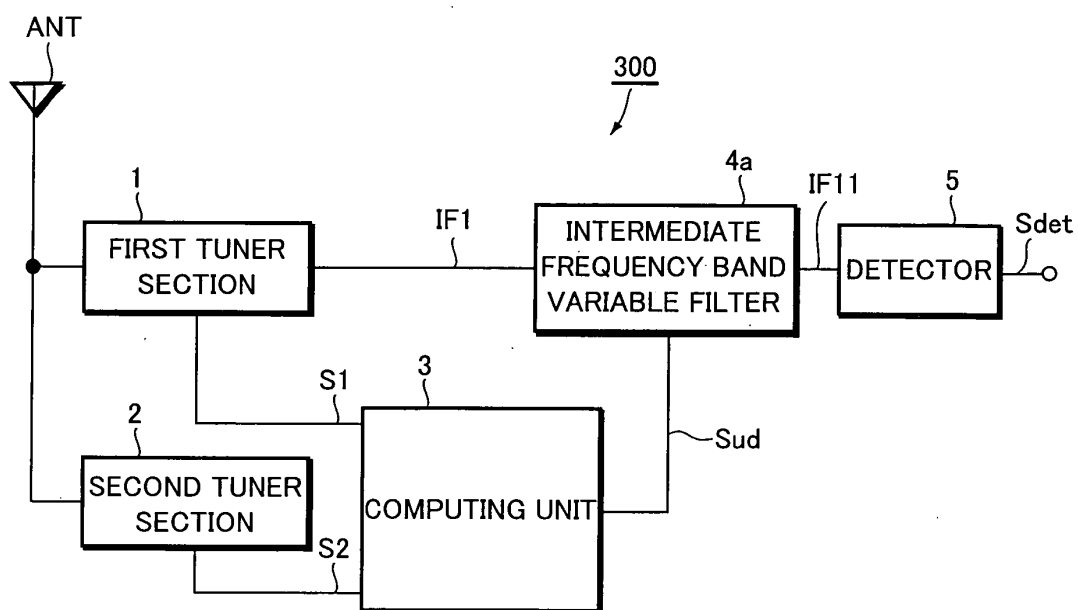 ANT
300
1
FIRST TUNER
SECTION
IF1
4a
INTERMEDIATE
FREQUENCY BAND
VARIABLE FILTER
IF11
5
DETECTOR
Sdet
2
SECOND TUNER
SECTION
S1
S2
3
COMPUTING UNIT
Sud